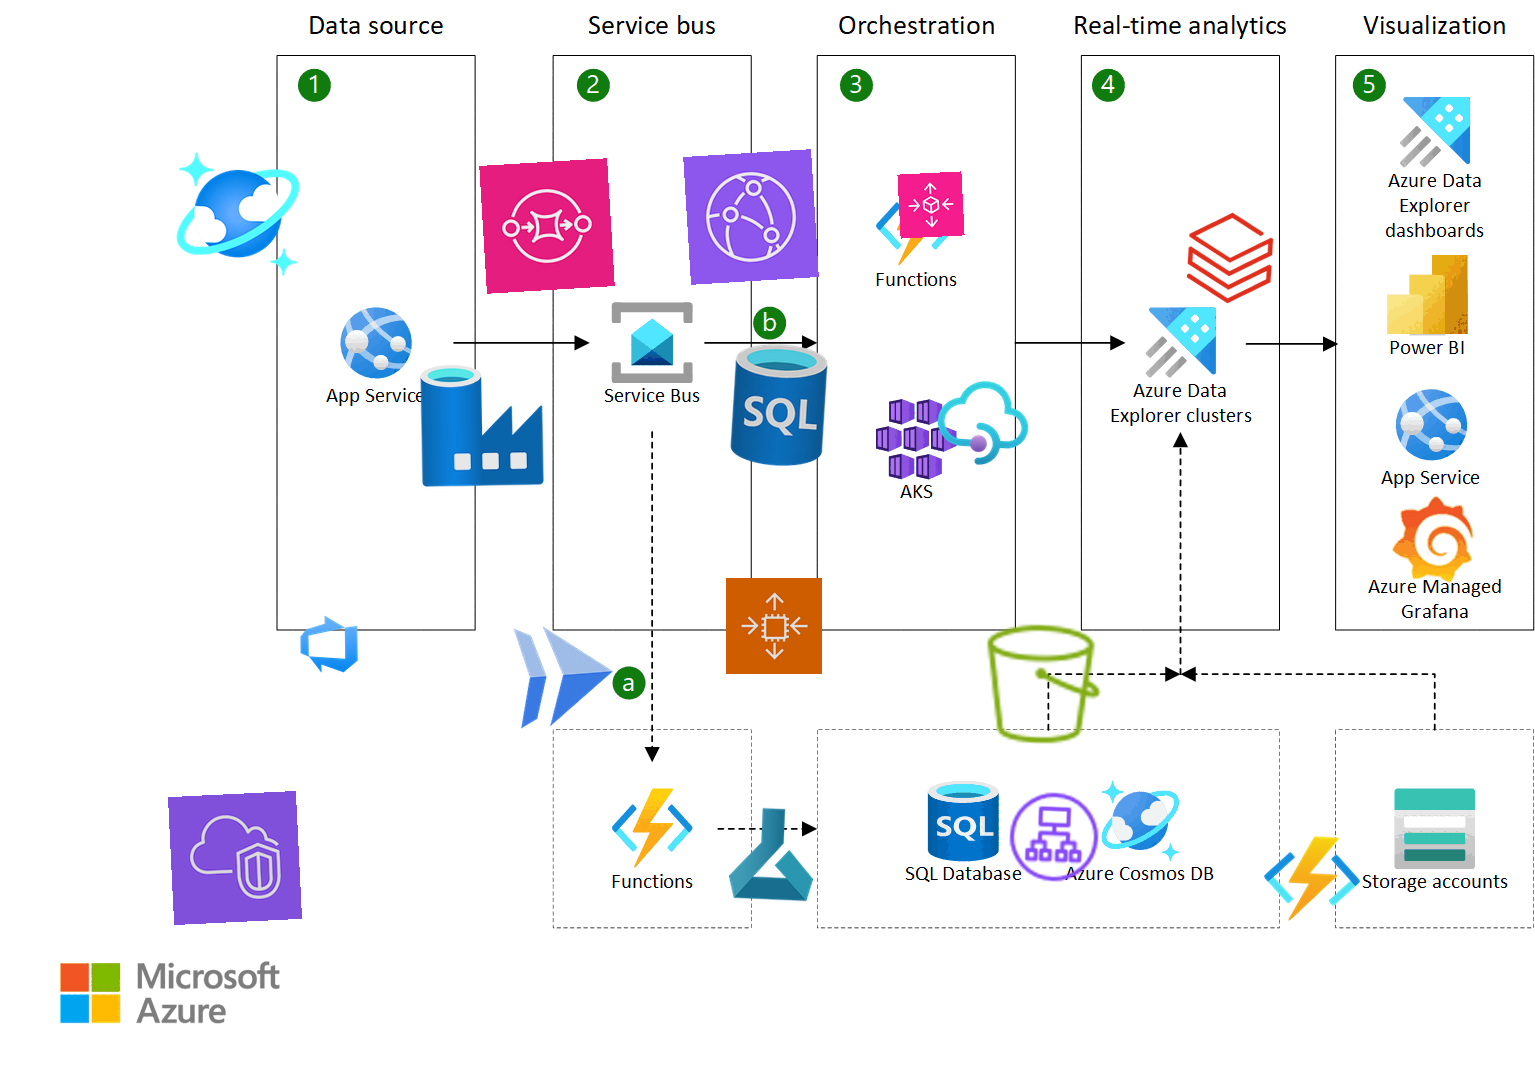 Data source
Service bus
Orchestration
Real-time analytics
Visualization
1
2
3
4
5
Azure Data
Explorer
dashboards
Functions
b
Power BI
App Service
Service Bus
SQL
Azure Data
Explorer clusters
AKS
App Service
Azure Managed
Grafana
a
Functions
SQL
SQL Database
Azure Cosmos DB
Storage accounts
Microsoft
Azure